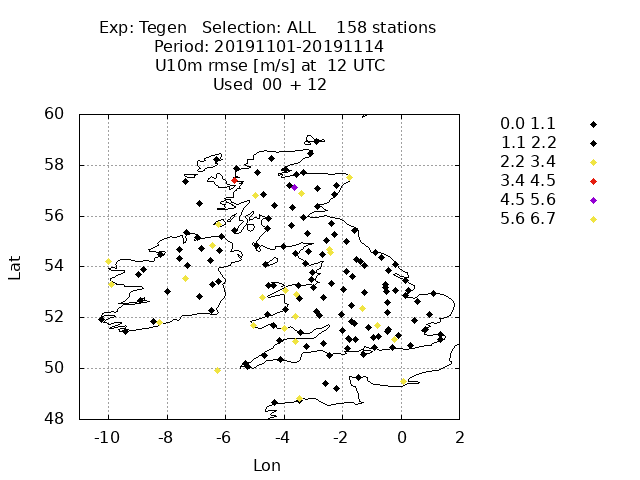 Exp: Tegen Selection: ALL 158 stations
Period: 20191101-20191114
U10m rmse [m/s] at 12 UTC
Used 00 + 12
60
58
56
54
52
50
48
Lat
-10 -8 -6 -4 -2 0 2
Lon
0.0 1.1
1.1 2.2
2.2 3.4
3.4 4.5
4.5 5.6
5.6 6.7